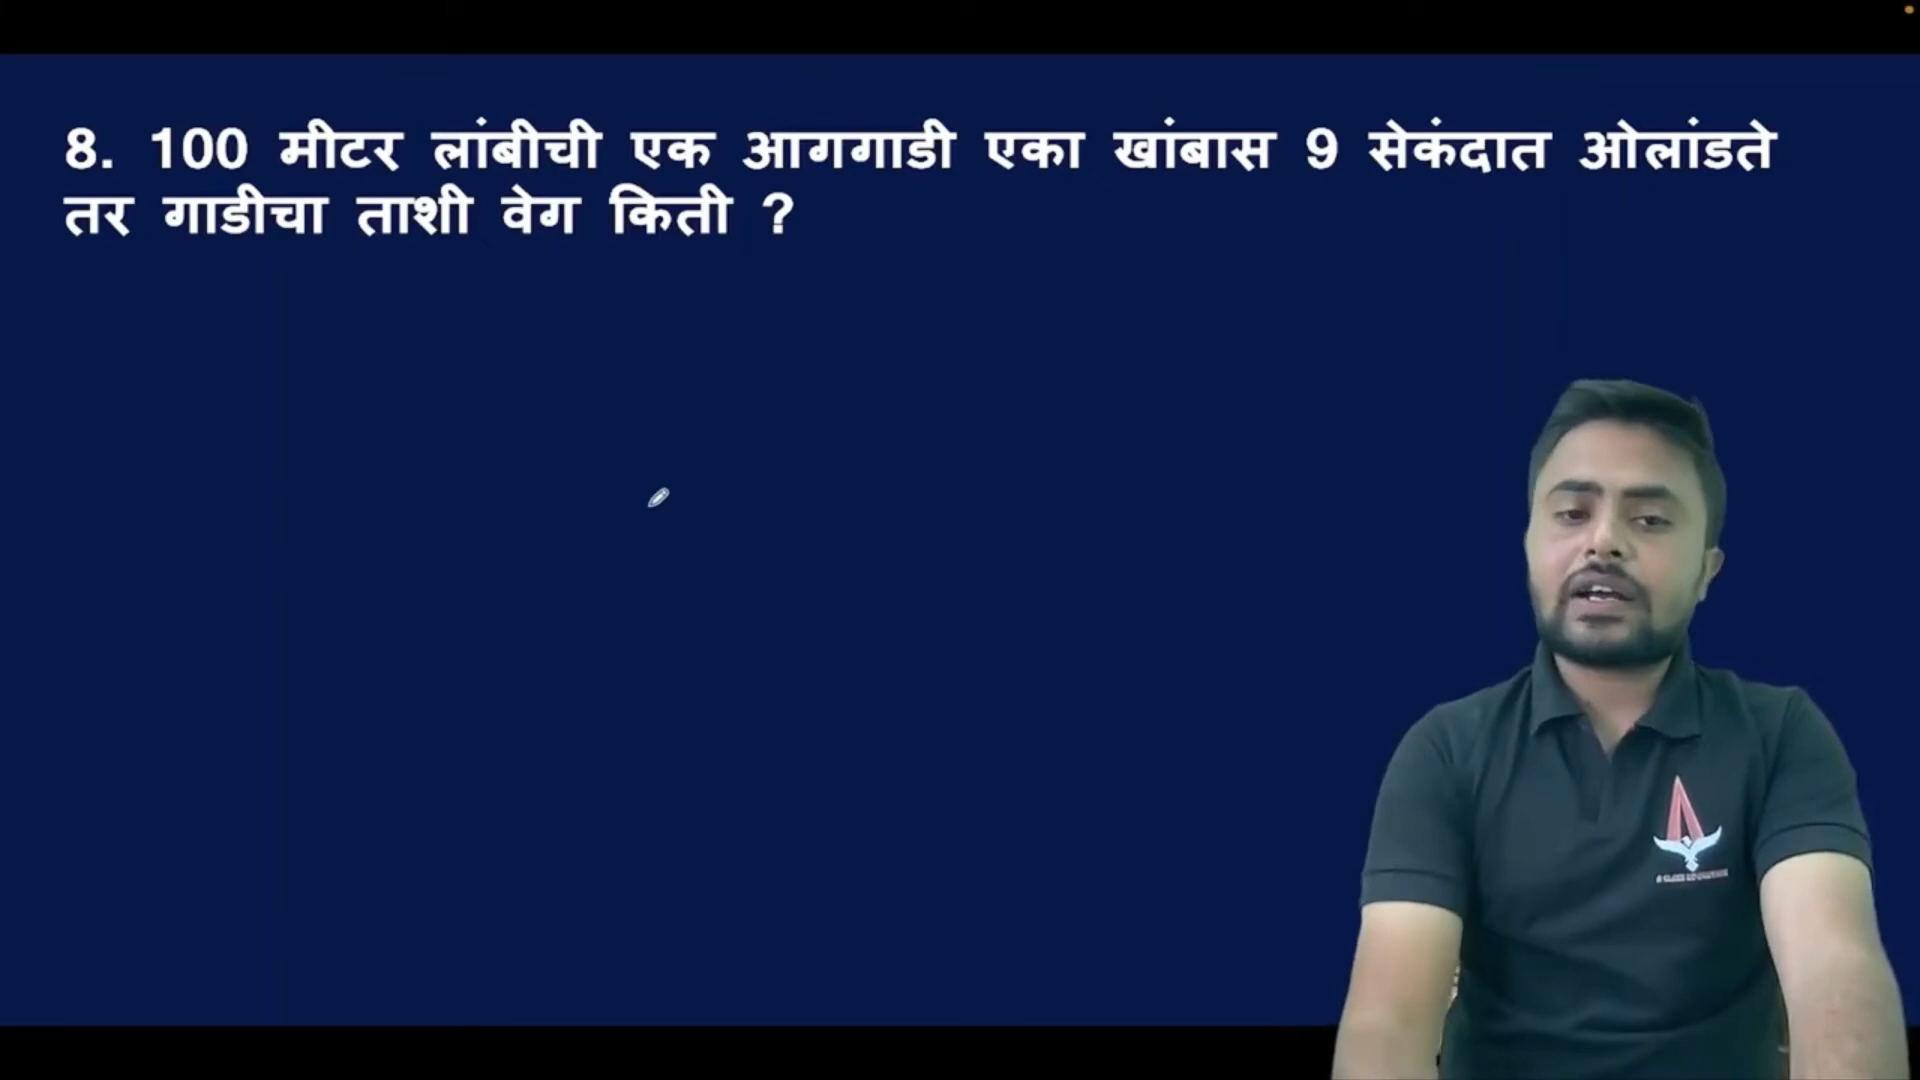 8. 100 मीटर लांबीची एक आगगाडी एका खांबास 9 सेकंदात ओलांडते
तर गाडीचा ताशी वेग किती ?